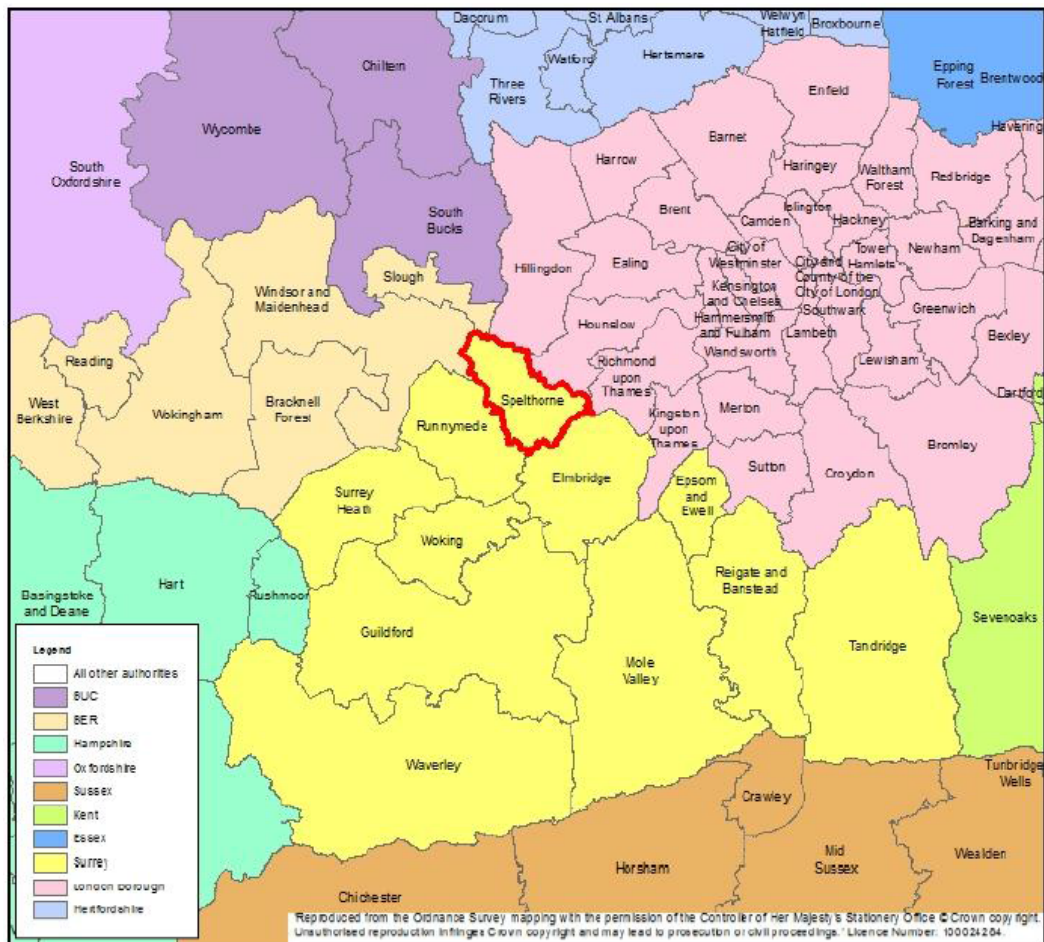 Dacorum
St Albans
Welwyn
Hatfield
Broxbourne
Chiltern
Watford
Hertsmere
Three
Rivers
Epping
Forest
Brentwood
Enfield
Wycombe
Barnet
Havering
South
Oxfordshire
Harrow
Haringey
Waltham
Forest
Redbridge
Brent
Islington
Camden
Hackney
Barking and
Dagenham
South
Bucks
City of
Westminster
Tower
Hamlets
Newham
Hillingdon
Ealing
City and
County of the
City of London
Slough
Windsor and
Maidenhead
Kensington
and Chelsea
Hounslow
Hammersmith
and Fulham
Southwark
Greenwich
Lambeth
Bexley
Reading
Richmond
upon
Thames
Wandsworth
Lewisham
West
Berkshire
Wokingham
Bracknell
Forest
Spelthorne
Dartford
Runnymede
Kingston
upon
Thames
Merton
Bromley
Sutton
Croydon
Elmbridge
Epsom
and
Ewell
Surrey
Heath
Woking
Hart
Rushmoor
Basingstoke
and Deane
Reigate and
Banstead
Guildford
Sevenoaks
Tandridge
Mole
Valley
Waverley
Tunbridge
Wells
Crawley
Horsham
Mid
Sussex
Wealden
Chichester
Legend
All other authorities
BUC
BER
Hampshire
Oxfordshire
Sussex
Kent
Essex
Surrey
London Borough
Hertfordshire
'Reproduced from the Ordnance Survey mapping with the permission of the Controller of Her Majesty's Stationery Office © Crown copyright.
Unauthorised reproduction infringes Crown copyright and may lead to prosecution or civil proceedings.' Licence Number: 100024284.